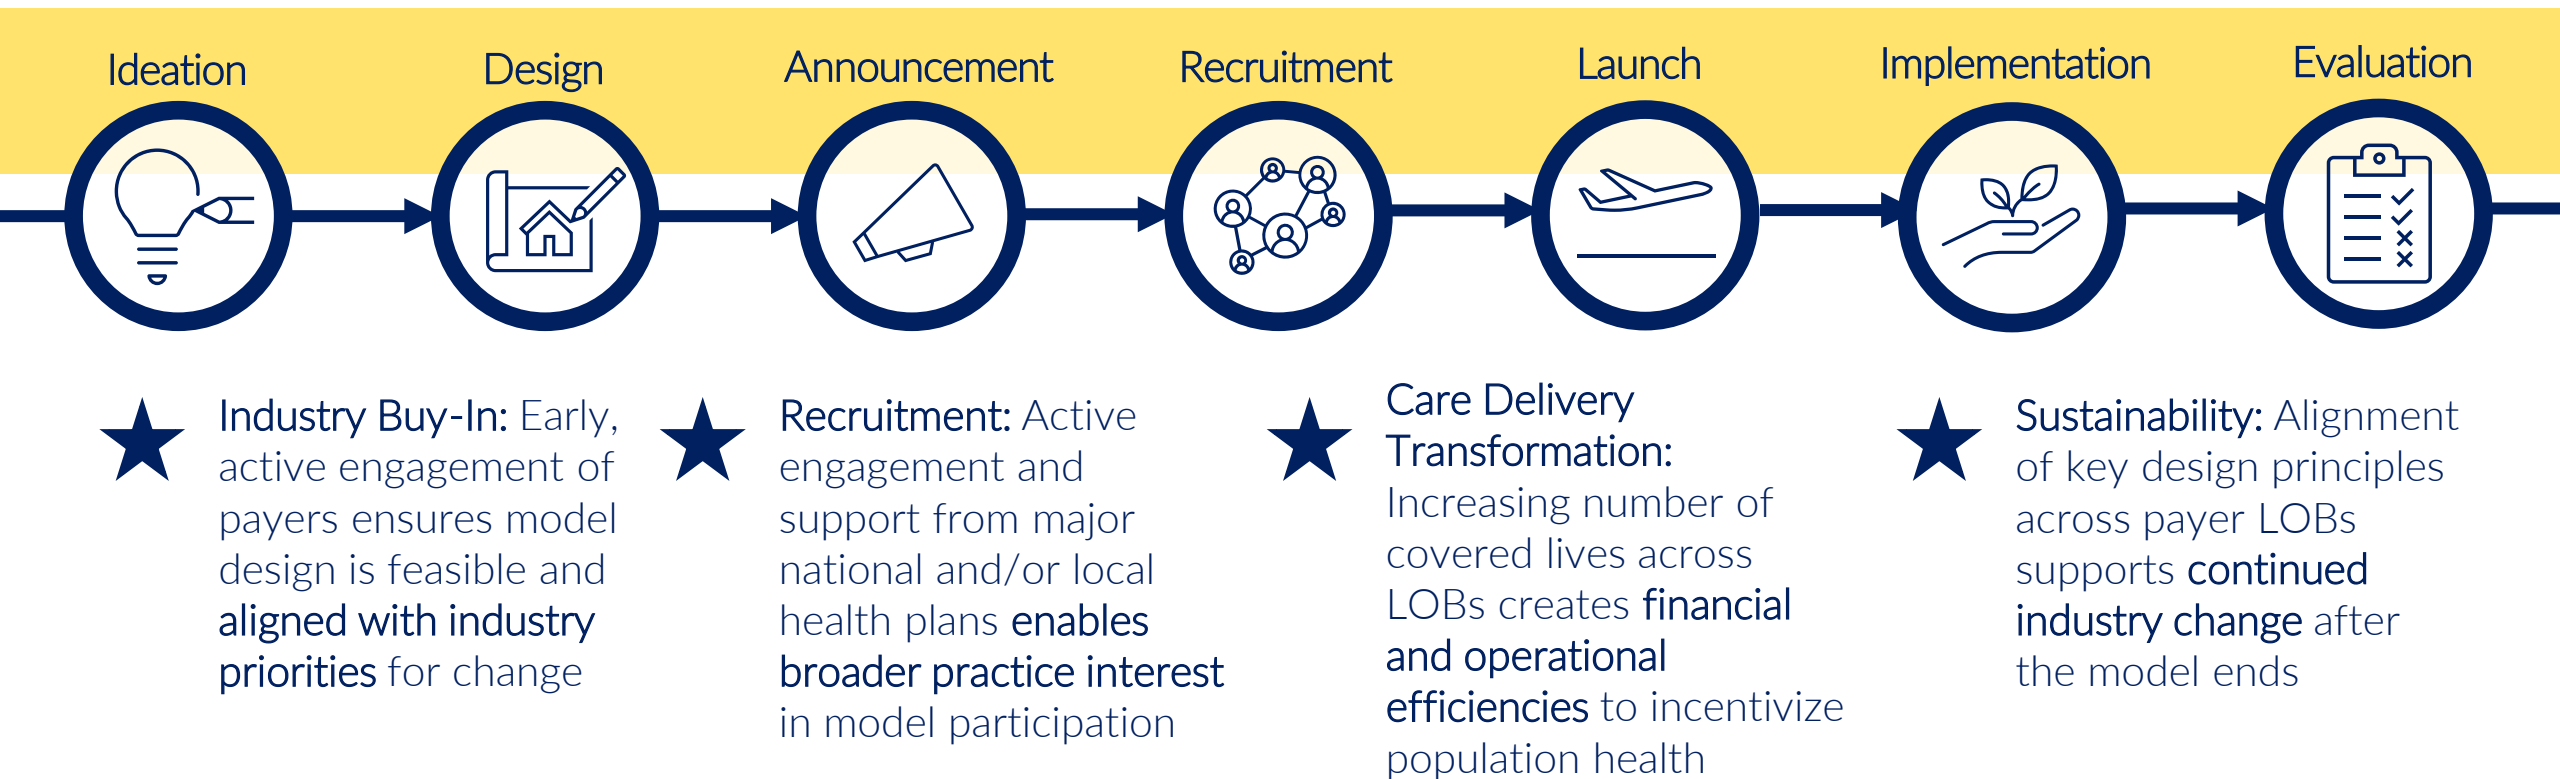 Ideation
Design
Announcement
Recruitment
Launch
Implementation
Evaluation
Industry Buy-In: Early,
active engagement of
payers ensures model
design is feasible and
aligned with industry
priorities for change
Recruitment: Active
engagement and
support from major
national and/or local
health plans enables
broader practice interest
in model participation
Care Delivery
Transformation:
Increasing number of
covered lives across
LOBs creates financial
and operational
efficiencies to incentivize
population health
Sustainability: Alignment
of key design principles
across payer LOBs
supports continued
industry change after
the model ends